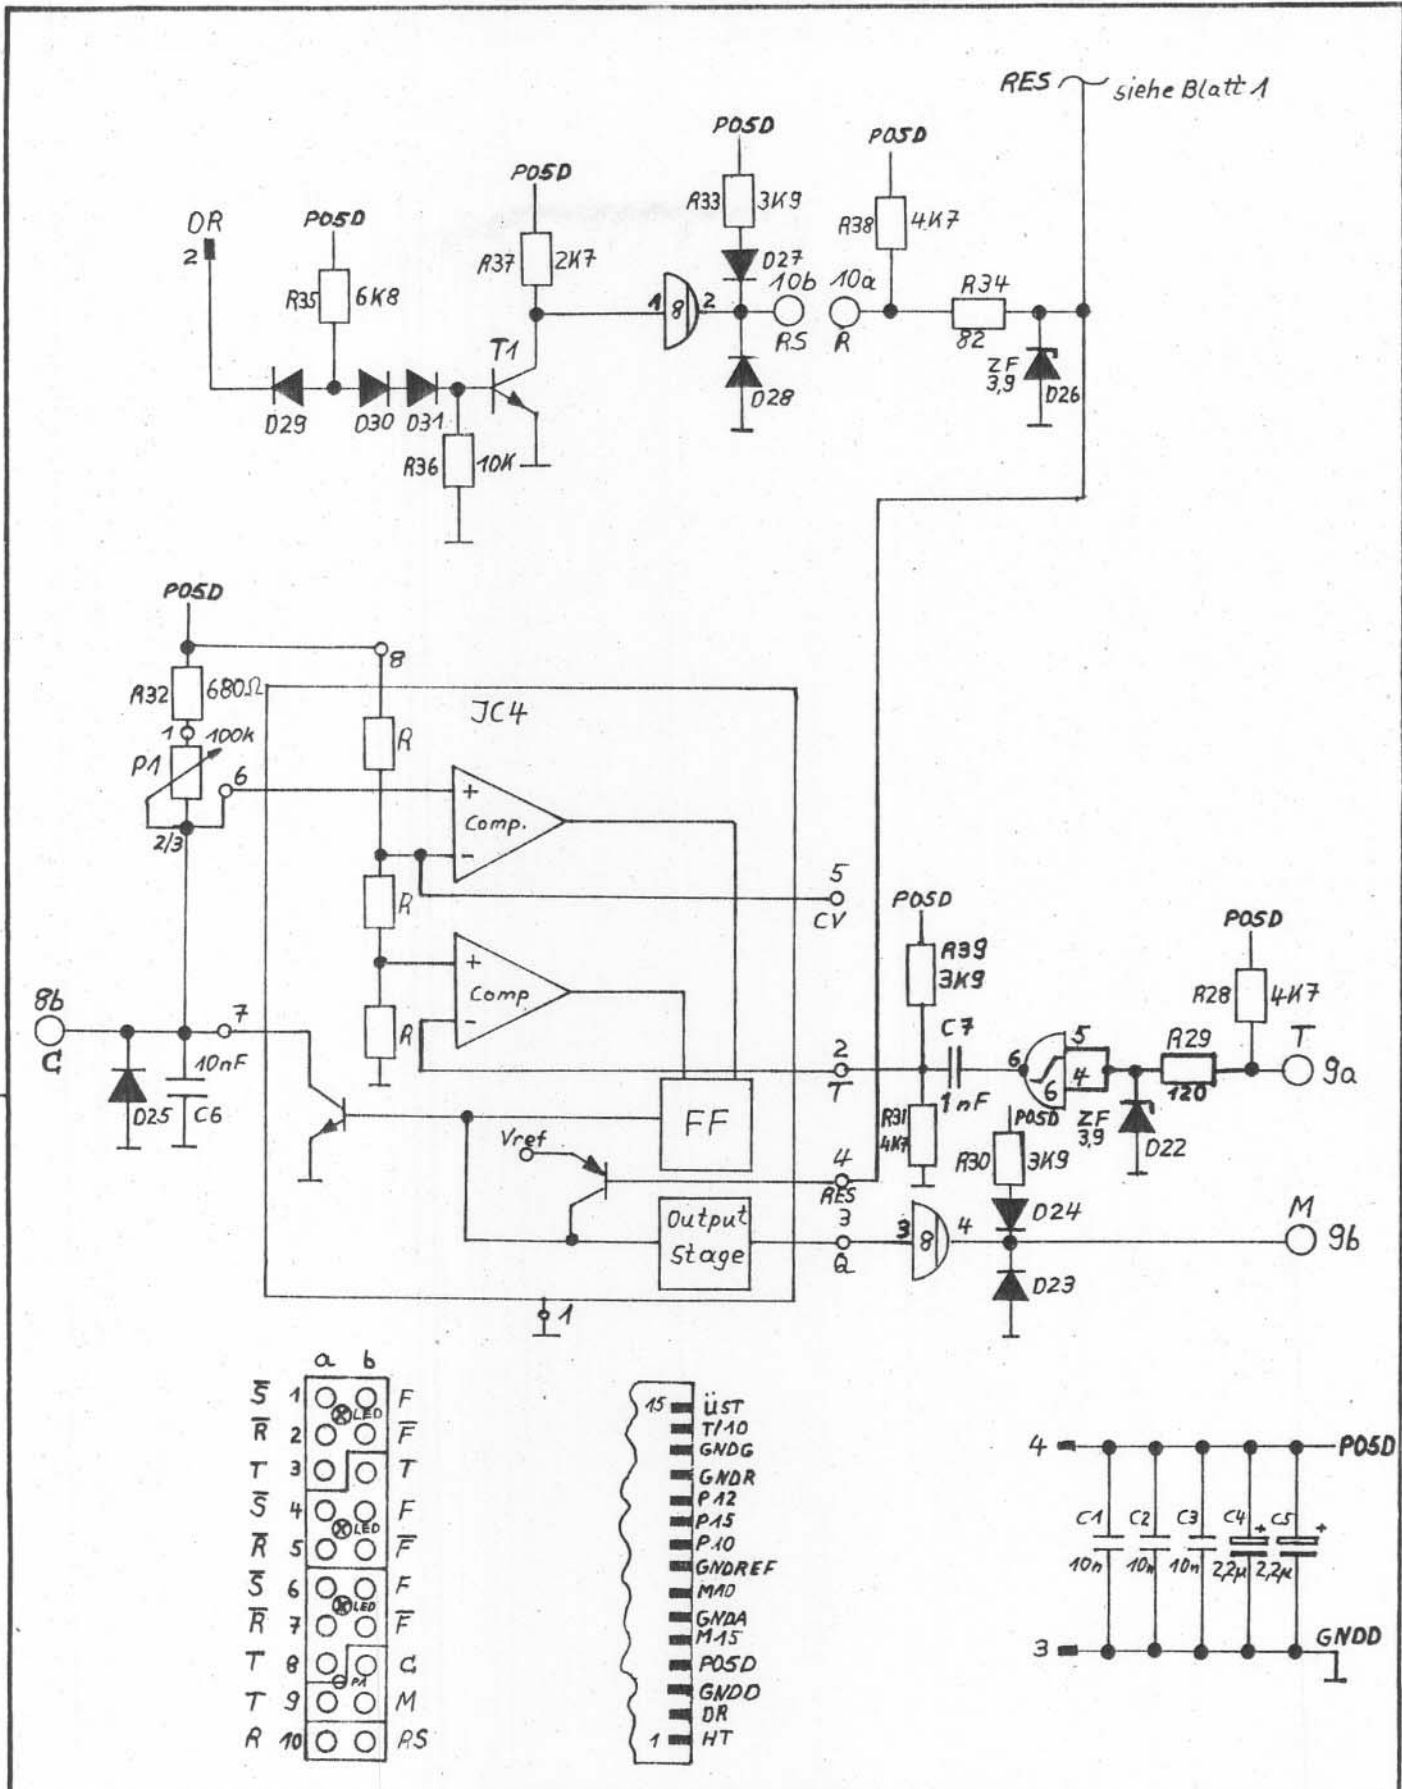 RES siehe Blatt 1
P05D
P05D
P05D
P05D
DR
2
R35 6K8
R37 2K7
R33 3K9
D27
R38 4K7
10b 10a
R34
82
1 8 2
RS R
T1
D29 D30 D31
D28
ZF
3,9
D26
R36 10K
P05D
8
R32 680Ω
JC4
1 100k
P1
6
2/3
R
+
Comp.
-
5
CV
R
+
Comp
-
R
P05D
R39
3K9
P05D
R28 4K7
8b
C
7
10nF
D25 C6
2
T
C7
1nF
6 5
4
6
R29
120
T
9a
FF
R31
4K7
P05D
R30 3K9
ZF
3,9
D22
Vref
4
RES
Output
Stage
3
Q
3 8 4
D24
M
9b
D23
1
a b
S̅ 1 F
LED
R̅ 2 F̅
T 3 T
S̅ 4 F
LED
R̅ 5 F̅
S̅ 6 F
LED
R̅ 7 F̅
T 8 C
P1
T 9 M
R 10 RS
15 ÜST
T/10
GNDG
GNDR
P12
P15
P10
GNDREF
M10
GNDA
M15
P05D
GNDD
DR
1 HT
4 P05D
C1 C2 C3 C4 + C5 +
10n 10n 10n 2,2µ 2,2µ
3 GNDD